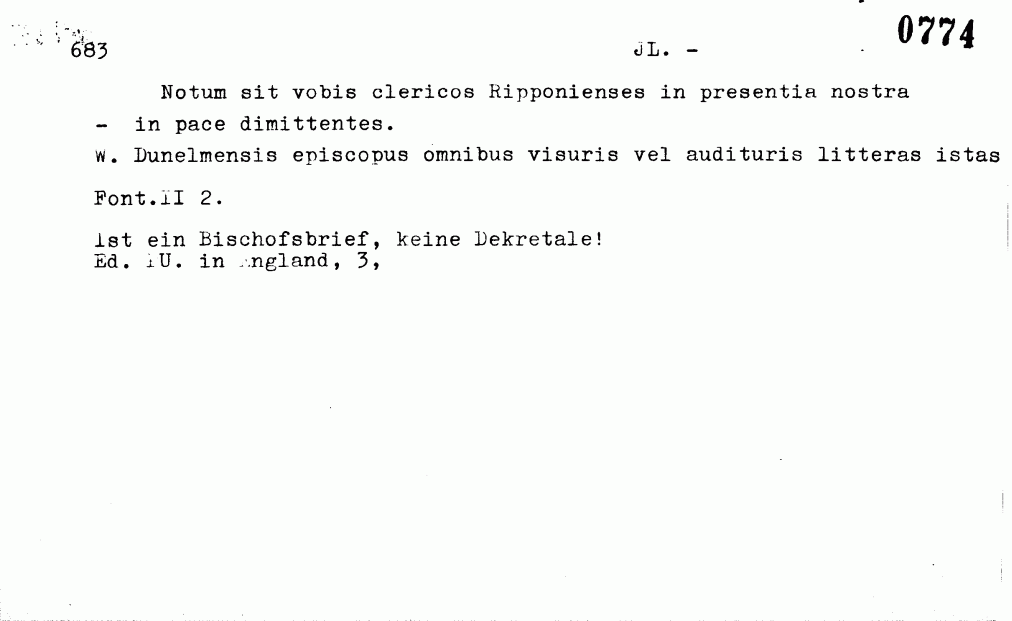 683 JL. - 0774
Notum sit vobis clericos Ripponienses in presentia nostra
- in pace dimittentes.
W. Dunelmensis episcopus omnibus visuris vel audituris litteras istas
Font.II 2.
Ist ein Bischofsbrief, keine Dekretale!
Ed. PU. in England, 3,